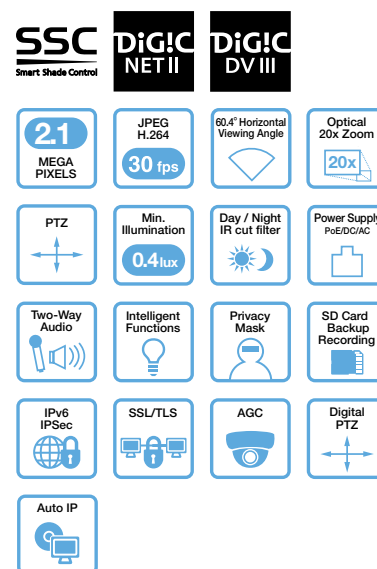 SSC
Smart Shade Control
DiG!C
NET II
DiG!C
DV III
2.1
MEGA
PIXELS
JPEG
H.264
30 fps
60.4° Horizontal
Viewing Angle
Optical
20x Zoom
20x
PTZ
Min.
Illumination
0.4 lux
Day / Night
IR cut filter
Power Supply
PoE/DC/AC
Two-Way
Audio
Intelligent
Functions
Privacy
Mask
SD Card
Backup
Recording
IPv6
IPSec
SSL/TLS
AGC
Digital
PTZ
Auto IP